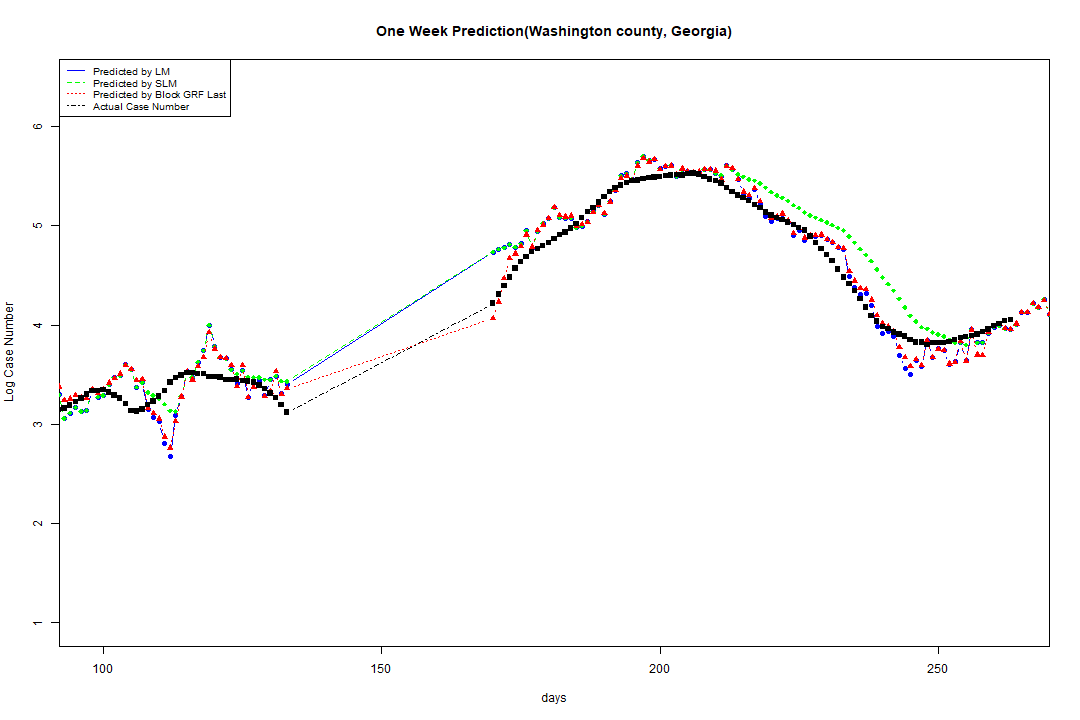 One Week Prediction(Washington county, Georgia)
Predicted by LM
Predicted by SLM
Predicted by Block GRF Last
Actual Case Number
Log Case Number
6
5
4
3
2
1
100 150 200 250
days